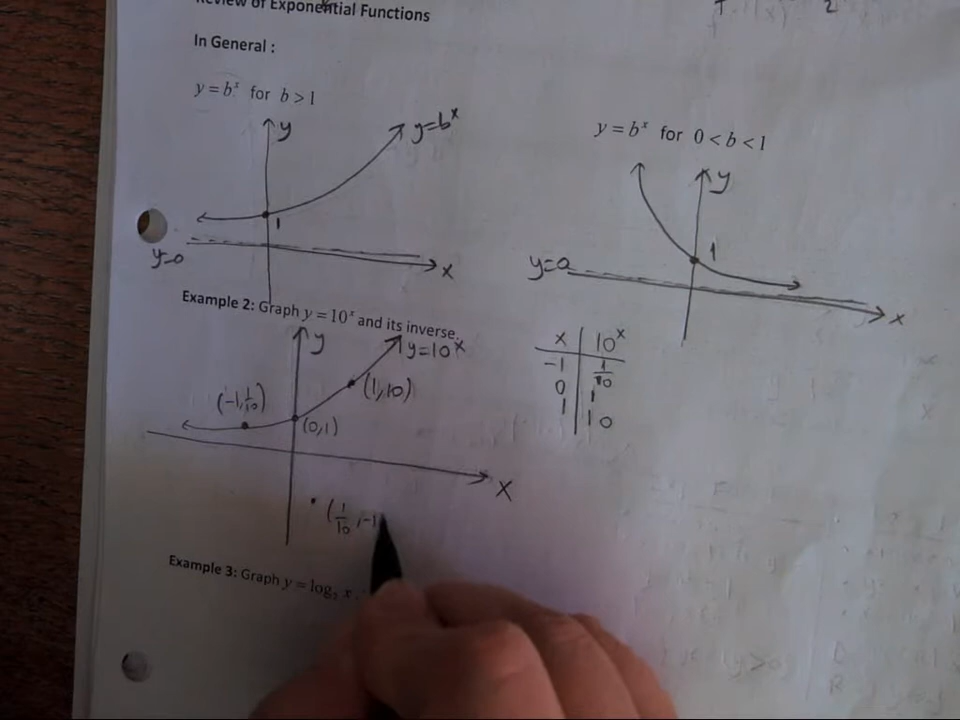 Review of Exponential Functions
In General :
y = b^x for b > 1
y
y=b^x
1
y=0
x
y = b^x for 0 < b < 1
y
1
y=0
x
Example 2: Graph y = 10^x and its inverse.
y
y=10^x
(1,10)
(-1,1/10)
(0,1)
x
(1/10,-1
x 10^x
-1 1/10
0 1
1 10
Example 3: Graph y = log